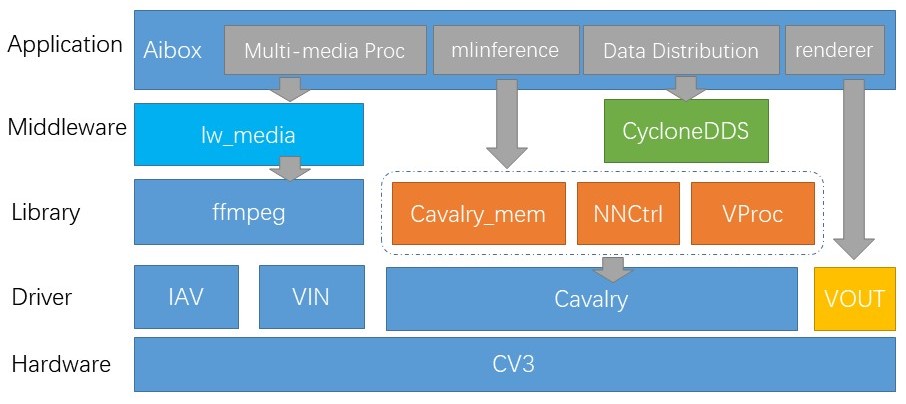 Application
Aibox
Multi-media Proc
mlinference
Data Distribution
renderer
Middleware
lw_media
CycloneDDS
Library
ffmpeg
Cavalry_mem
NNCtrl
VProc
Driver
IAV
VIN
Cavalry
VOUT
Hardware
CV3